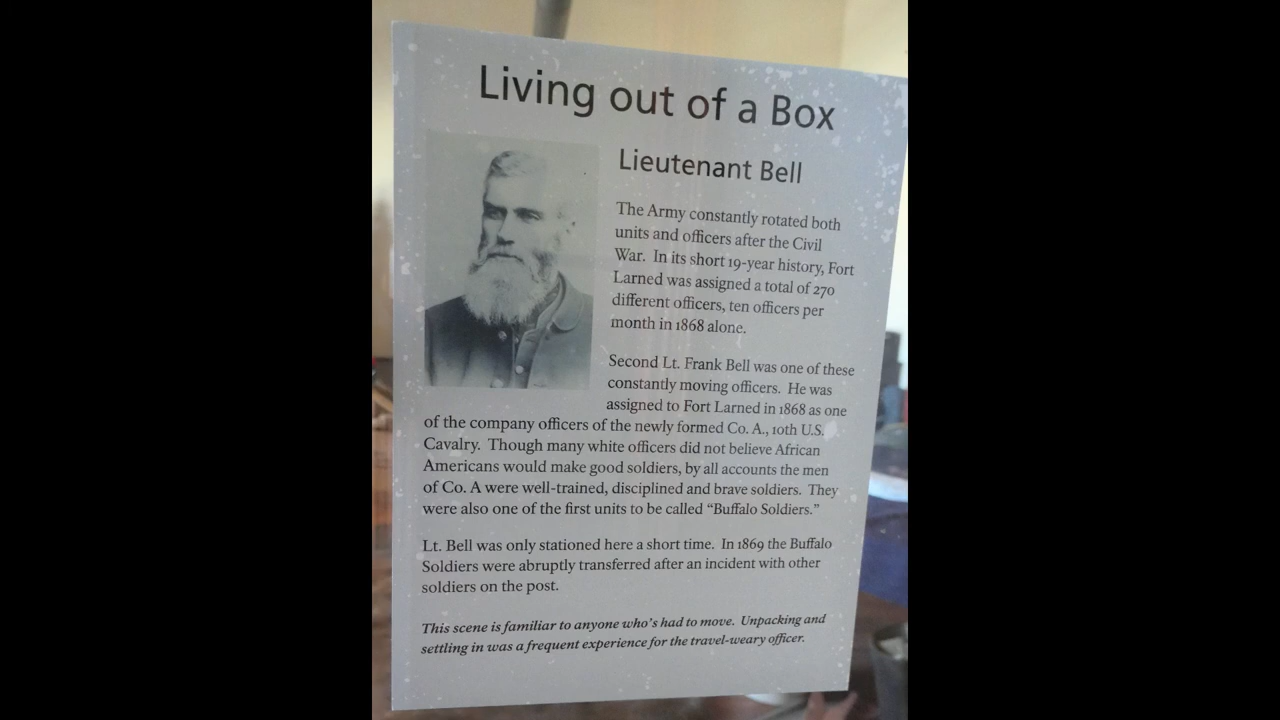 Living out of a Box
Lieutenant Bell
The Army constantly rotated both
units and officers after the Civil
War. In its short 19-year history, Fort
Larned was assigned a total of 270
different officers, ten officers per
month in 1868 alone.
Second Lt. Frank Bell was one of these
constantly moving officers. He was
assigned to Fort Larned in 1868 as one
of the company officers of the newly formed Co. A., 10th U.S.
Cavalry. Though many white officers did not believe African
Americans would make good soldiers, by all accounts the men
of Co. A were well-trained, disciplined and brave soldiers. They
were also one of the first units to be called “Buffalo Soldiers.”
Lt. Bell was only stationed here a short time. In 1869 the Buffalo
Soldiers were abruptly transferred after an incident with other
soldiers on the post.
This scene is familiar to anyone who’s had to move. Unpacking and
settling in was a frequent experience for the travel-weary officer.